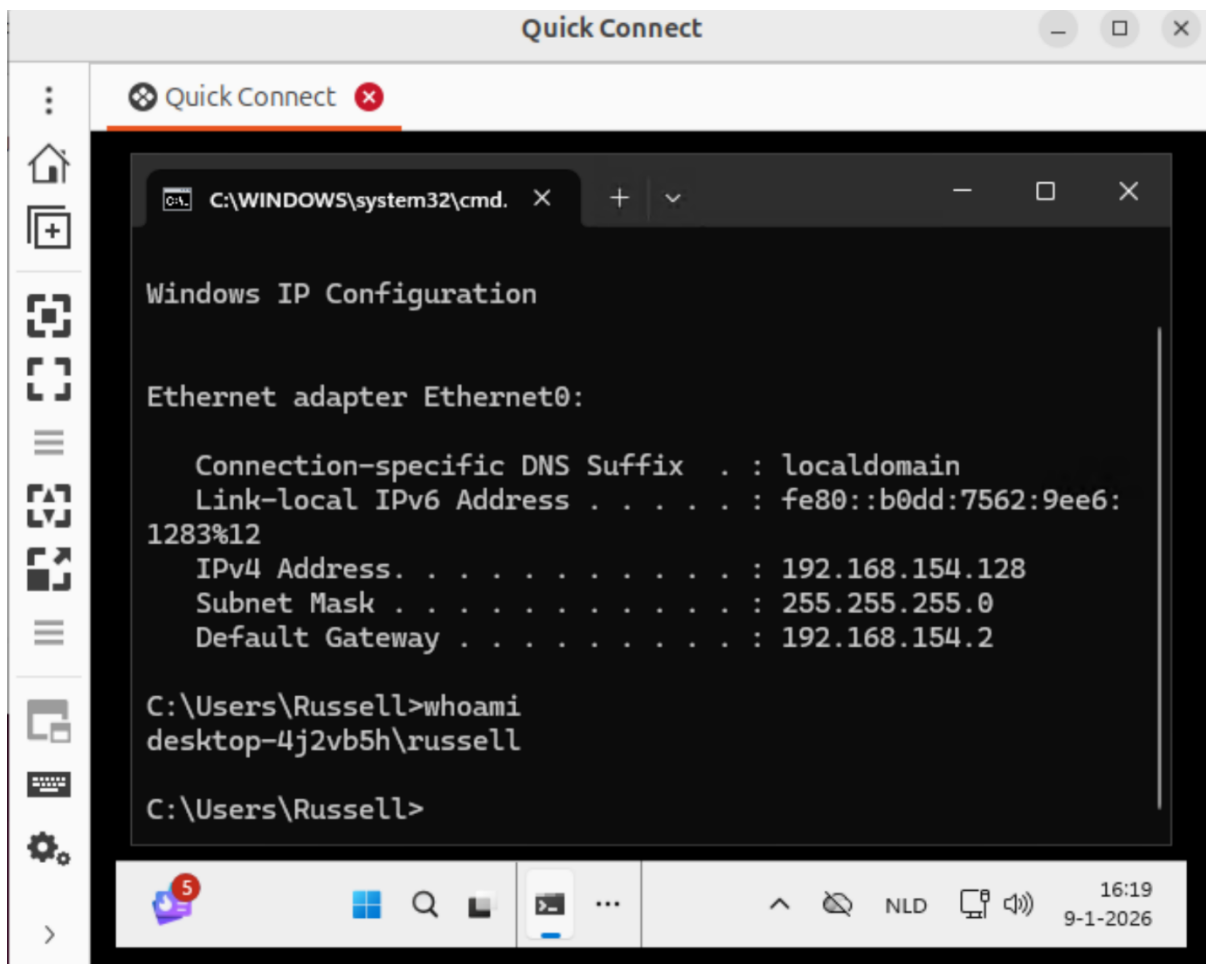 Quick Connect
Quick Connect
C:\WINDOWS\system32\cmd.
Windows IP Configuration
Ethernet adapter Ethernet0:
Connection-specific DNS Suffix . : localdomain
Link-local IPv6 Address . . . . . : fe80::b0dd:7562:9ee6:
1283%12
IPv4 Address. . . . . . . . . . . : 192.168.154.128
Subnet Mask . . . . . . . . . . . : 255.255.255.0
Default Gateway . . . . . . . . . : 192.168.154.2
C:\Users\Russell>whoami
desktop-4j2vb5h\russell
C:\Users\Russell>
5
NLD
16:19
9-1-2026